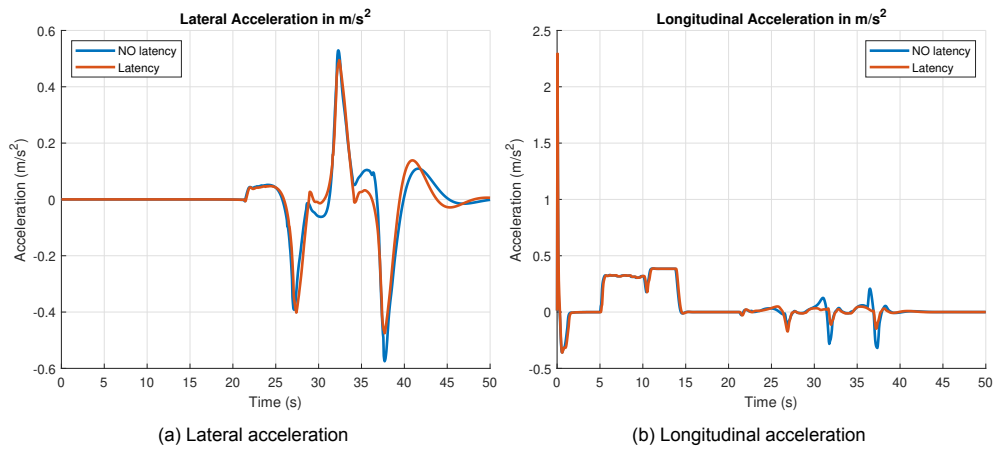 Lateral Acceleration in m/s²
NO latency
Latency
Acceleration (m/s²)
0.6
0.4
0.2
0
-0.2
-0.4
-0.6
0 5 10 15 20 25 30 35 40 45 50
Time (s)
(a) Lateral acceleration
Longitudinal Acceleration in m/s²
NO latency
Latency
Acceleration (m/s²)
2.5
2
1.5
1
0.5
0
-0.5
0 5 10 15 20 25 30 35 40 45 50
Time (s)
(b) Longitudinal acceleration